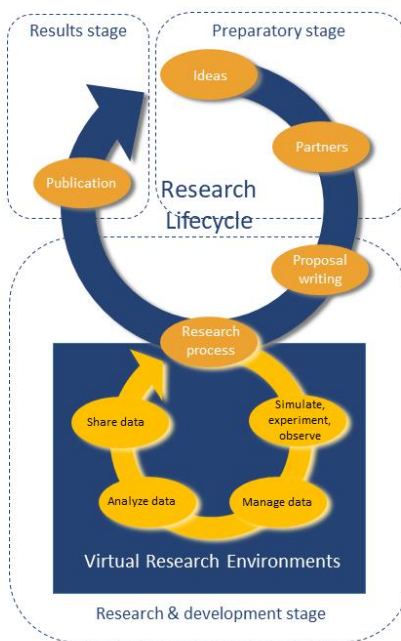 Results stage
Preparatory stage
Ideas
Partners
Publication
Research
Lifecycle
Proposal
writing
Research
process
Share data
Simulate,
experiment,
observe
Analyze data
Manage data
Virtual Research Environments
Research & development stage